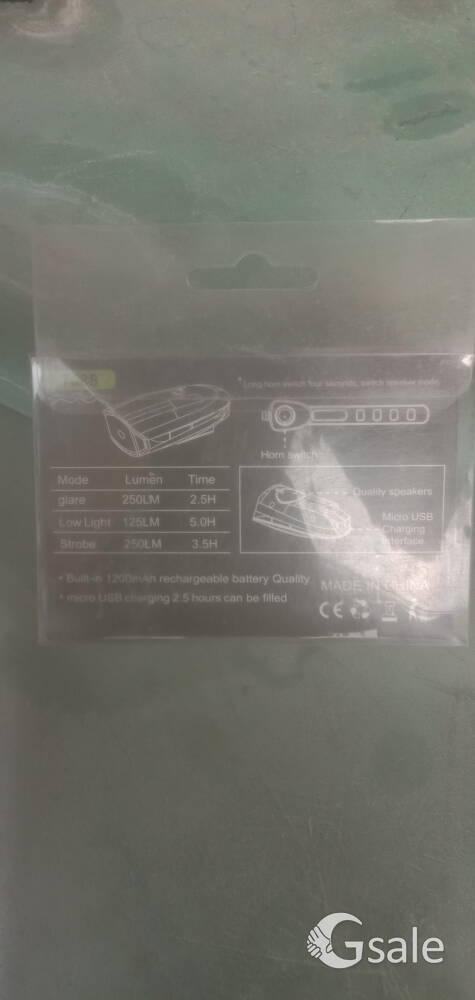 * Long horn switch four seconds, switch speaker mode
Horn switch
Mode Lumen Time
glare 250LM 2.5H
Low Light 125LM 5.0H
Strobe 250LM 3.5H
Quality speakers
Micro USB
Charging
interface
• Built-in 1200mAh rechargeable battery Quality
• micro USB charging 2.5 hours can be filled
MADE IN CHINA
CE
Gsale